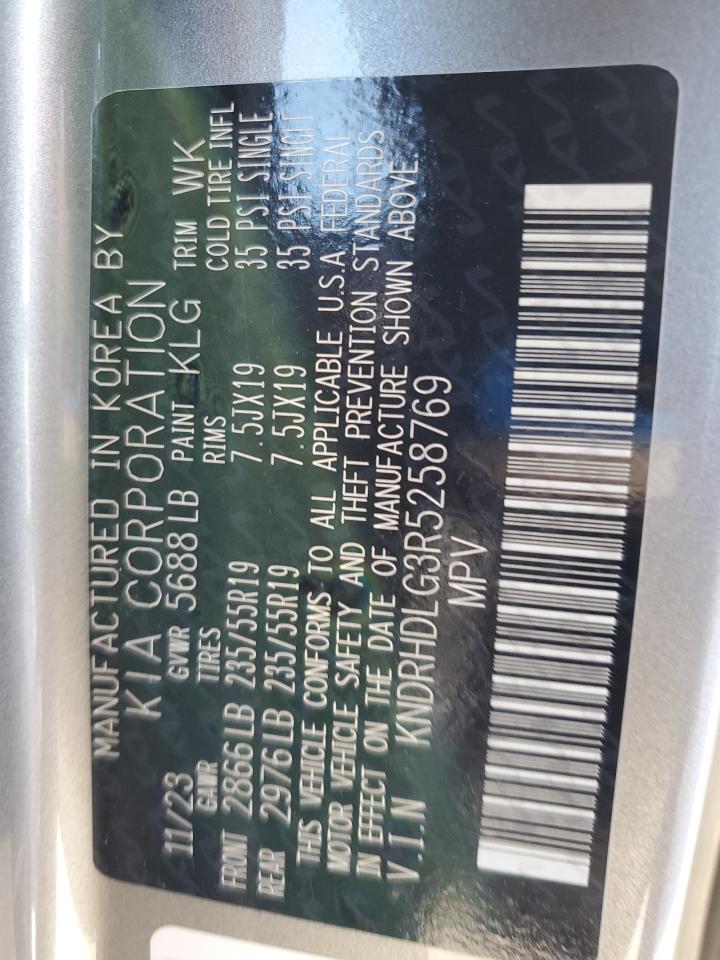 MANUFACTURED IN KOREA BY
KIA CORPORATION
11/23 GVWR 5688LB PAINT KLG TRIM WK
GAWR TIRES RIMS COLD TIRE INFL
FRONT 2866LB 235/55R19 7.5JX19 35 PSI SINGLE
REAR 2976LB 235/55R19 7.5JX19 35 PSI SINGLE
THIS VEHICLE CONFORMS TO ALL APPLICABLE U.S.A FEDERAL
MOTOR VEHICLE SAFETY AND THEFT PREVENTION STANDARDS
IN EFFECT ON THE DATE OF MANUFACTURE SHOWN ABOVE.
V.I.N KNDRHDLG3R5258769
MPV